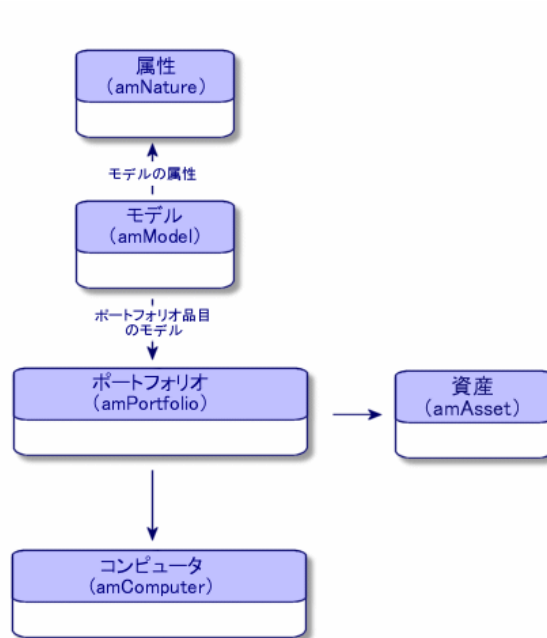 属性
(amNature)
モデルの属性
モデル
(amModel)
ポートフォリオ品目
のモデル
ポートフォリオ
(amPortfolio)
資産
(amAsset)
コンピュータ
(amComputer)